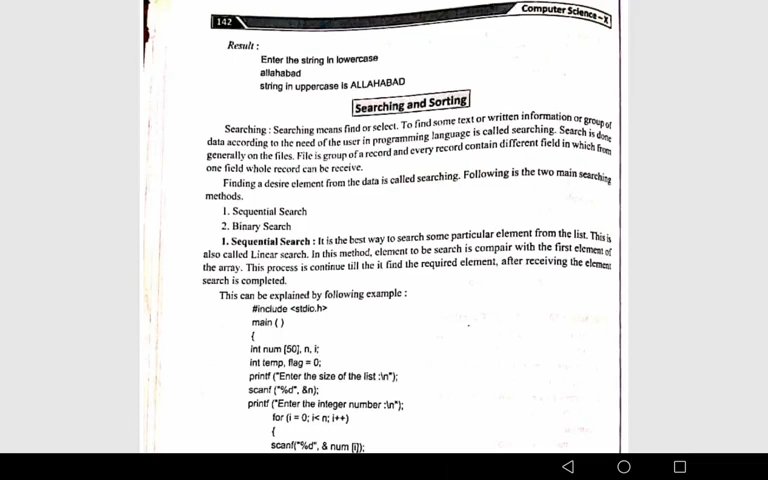 142
Computer Science-X
Result :
Enter the string in lowercase
allahabad
string in uppercase is ALLAHABAD
Searching and Sorting
Searching : Searching means find or select. To find some text or written information or group of
data according to the need of the user in programming language is called searching. Search is done
generally on the files. File is group of a record and every record contain different field in which from
one field whole record can be receive.
Finding a desire element from the data is called searching. Following is the two main searching
methods.
1. Sequential Search
2. Binary Search
1. Sequential Search : It is the best way to search some particular element from the list. This is
also called Linear search. In this method, element to be search is compair with the first element of
the array. This process is continue till the it find the required element, after receiving the element
search is completed.
This can be explained by following example :
#include <stdio.h>
main ( )
{
int num [50], n, i;
int temp, flag = 0;
printf ("Enter the size of the list :\n");
scanf ("%d", &n);
printf ("Enter the integer number :\n");
for (i = 0; i< n; i++)
{
scanf("%d", & num [i]);